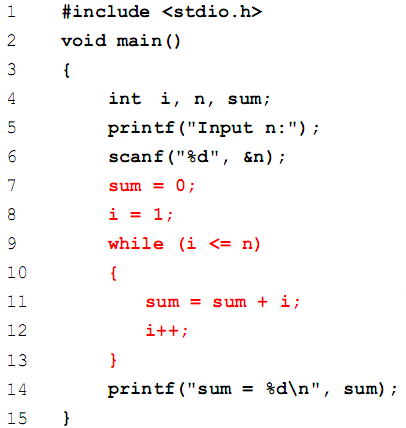 1 #include <stdio.h>
2 void main()
3 {
4 int i, n, sum;
5 printf("Input n:");
6 scanf("%d", &n);
7 sum = 0;
8 i = 1;
9 while (i <= n)
10 {
11 sum = sum + i;
12 i++;
13 }
14 printf("sum = %d\n", sum);
15 }